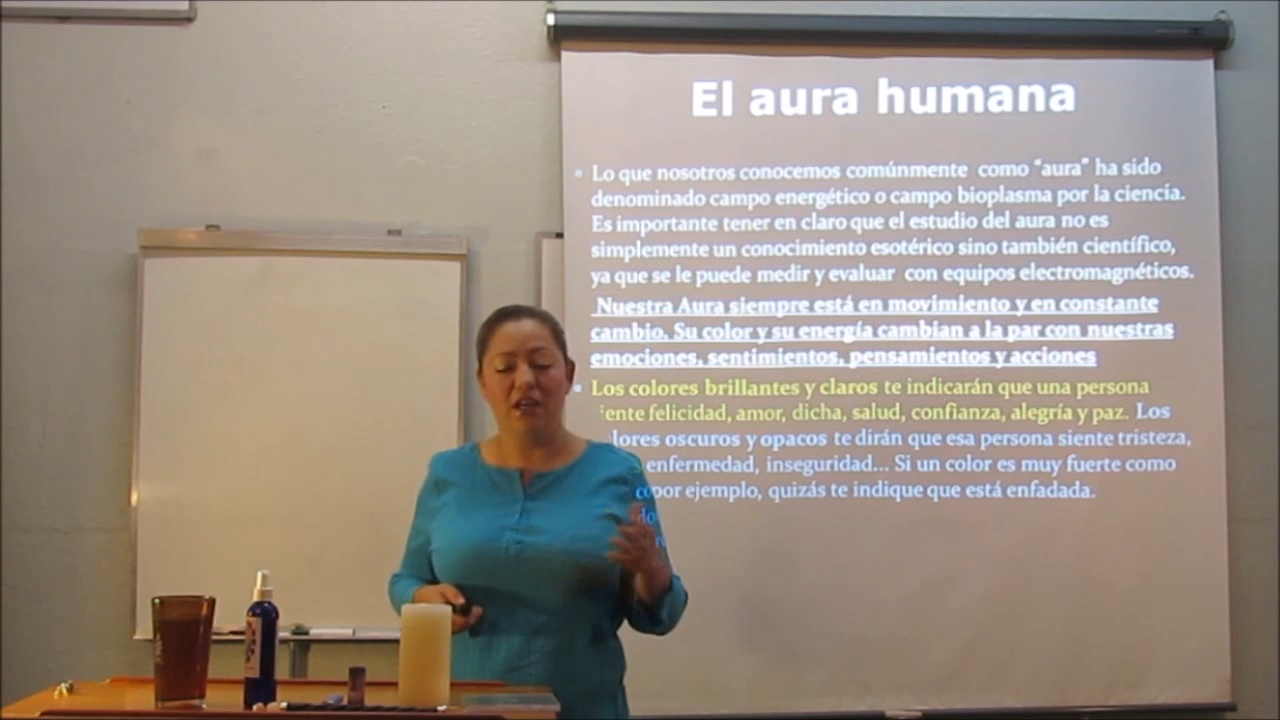 El aura humana
Lo que nosotros conocemos comúnmente como "aura" ha sido
denominado campo energético o campo bioplasma por la ciencia.
Es importante tener en claro que el estudio del aura no es
simplemente un conocimiento esotérico sino también científico,
ya que se le puede medir y evaluar con equipos electromagnéticos.
Nuestra Aura siempre está en movimiento y en constante
cambio. Su color y su energía cambian a la par con nuestras
emociones, sentimientos, pensamientos y acciones
Los colores brillantes y claros te indicarán que una persona
iente felicidad, amor, dicha, salud, confianza, alegría y paz. Los
lores oscuros y opacos te dirán que esa persona siente tristeza,
enfermedad, inseguridad... Si un color es muy fuerte como
por ejemplo, quizás te indique que está enfadada.